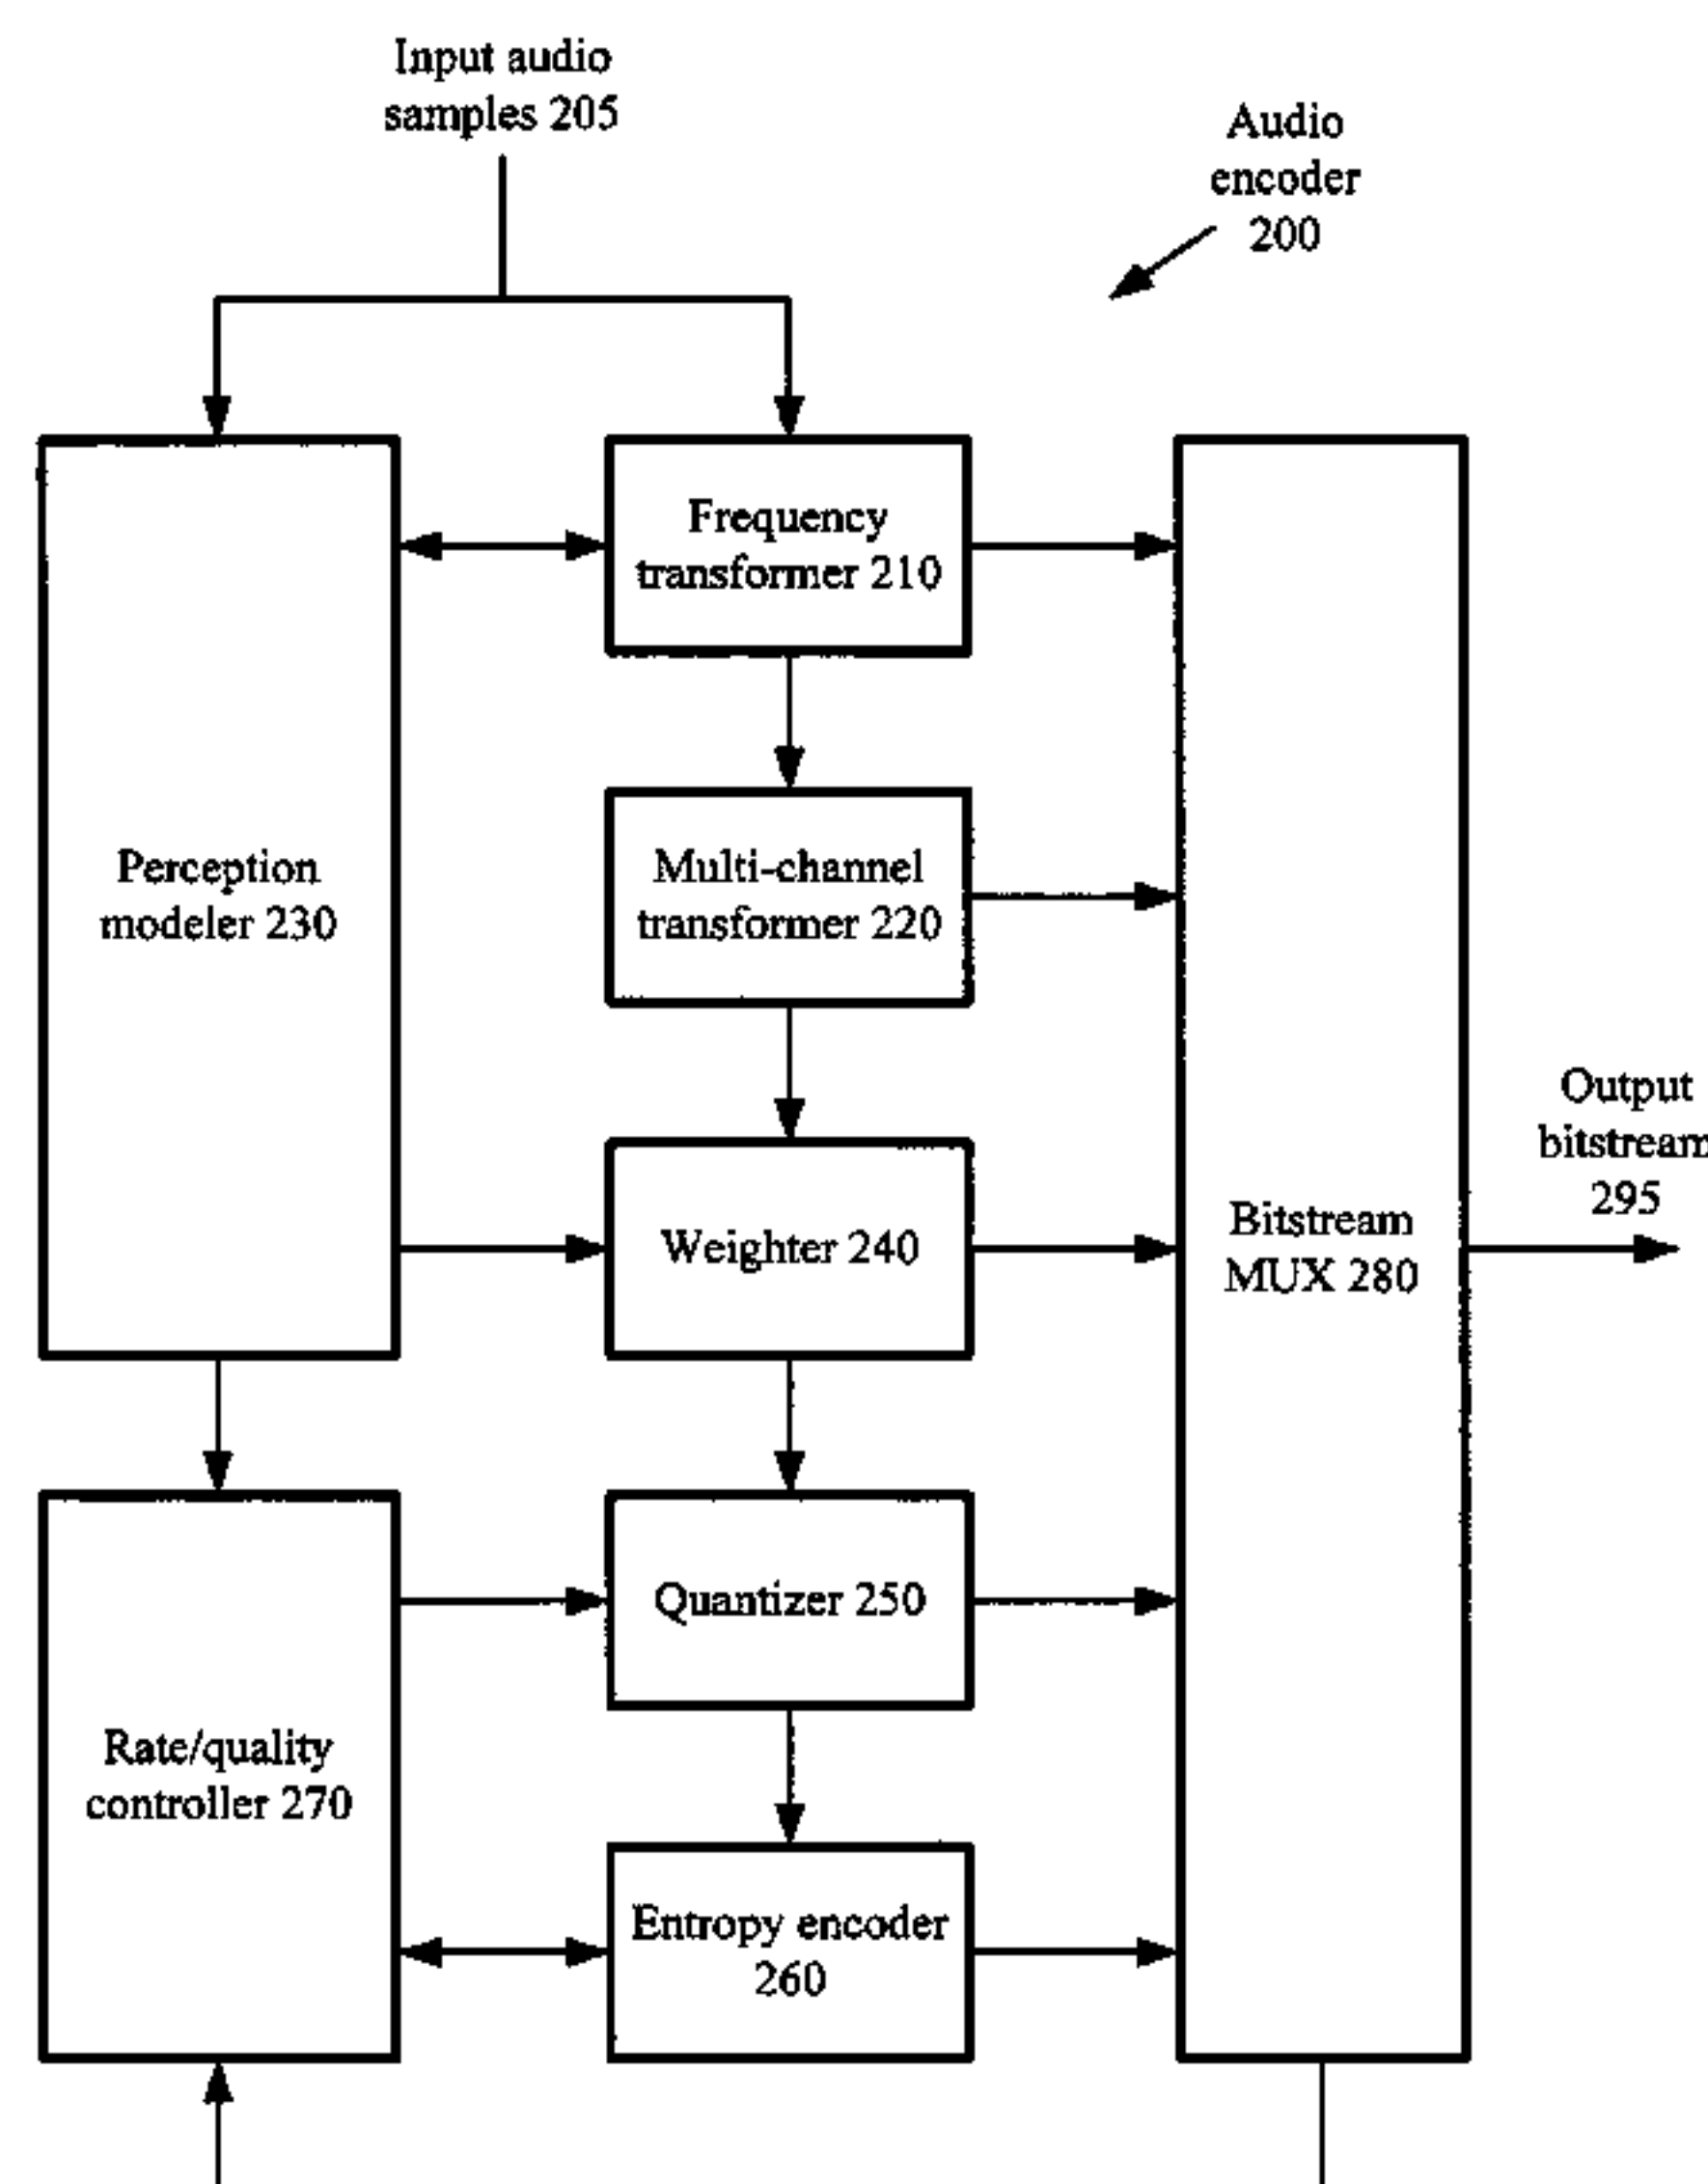 Input audio
samples 205
Audio
encoder
200
Frequency
transformer 210
Perception
modeler 230
Multi-channel
transformer 220
Output
bitstream
295
Weighter 240
Bitstream
MUX 280
Quantizer 250
Rate/quality
controller 270
Entropy encoder
260